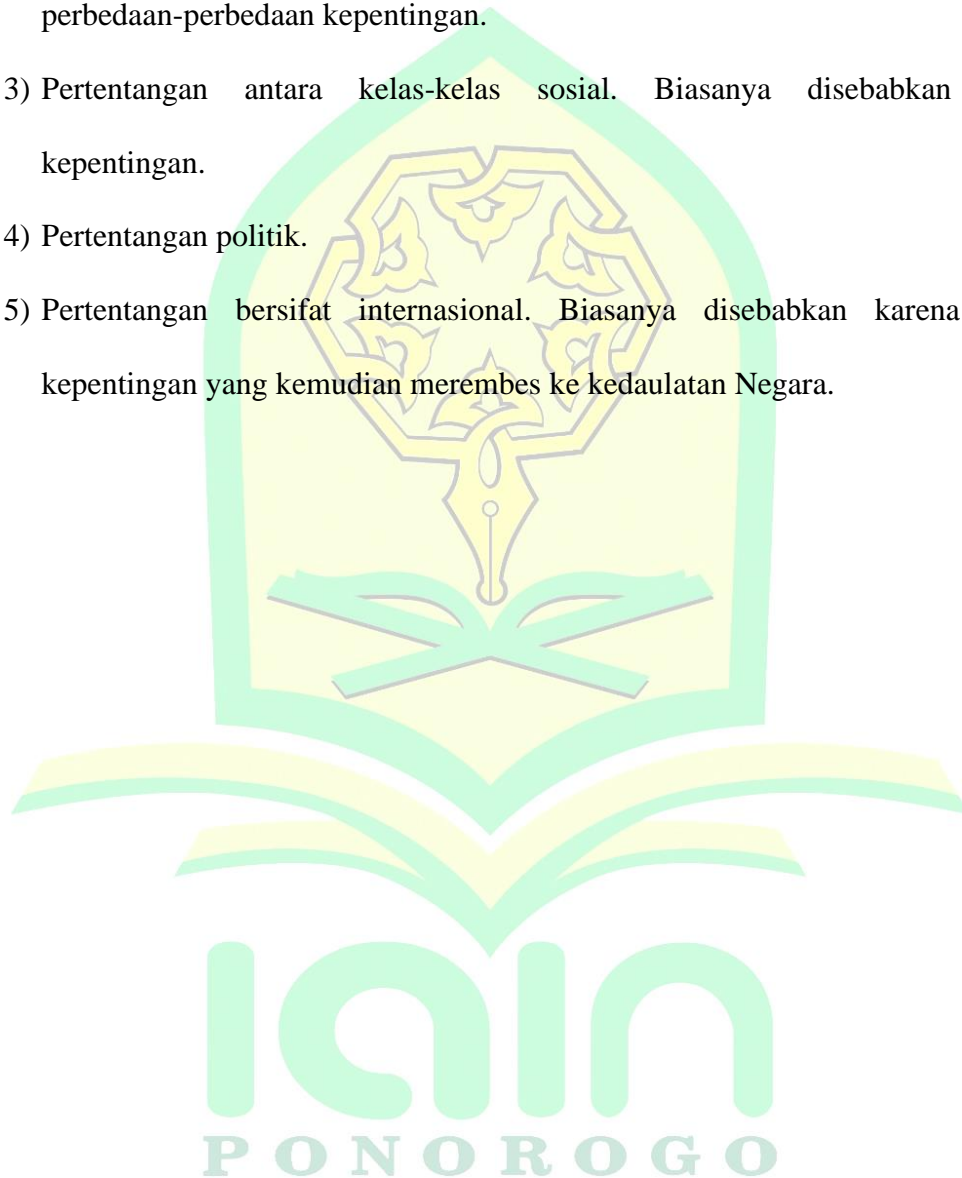 perbedaan-perbedaan kepentingan.
3) Pertentangan antara kelas-kelas sosial. Biasanya disebabkan
kepentingan.
4) Pertentangan politik.
5) Pertentangan bersifat internasional. Biasanya disebabkan karena
kepentingan yang kemudian merembes ke kedaulatan Negara.
iain
PONOROGO